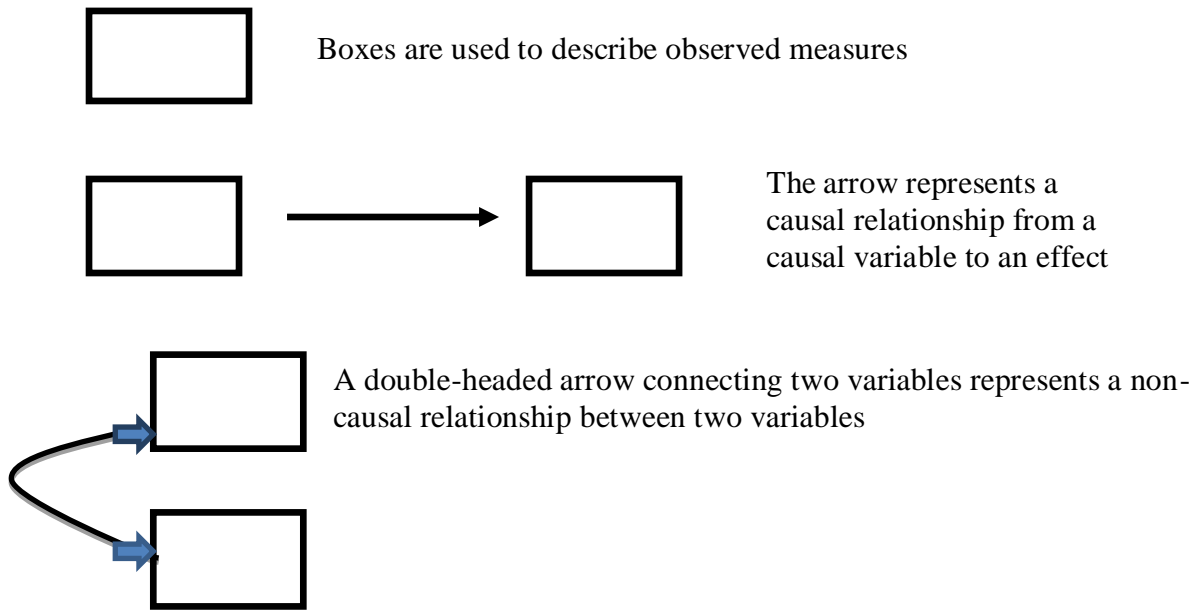 Boxes are used to describe observed measures
The arrow represents a
causal relationship from a
causal variable to an effect
A double-headed arrow connecting two variables represents a non-
causal relationship between two variables